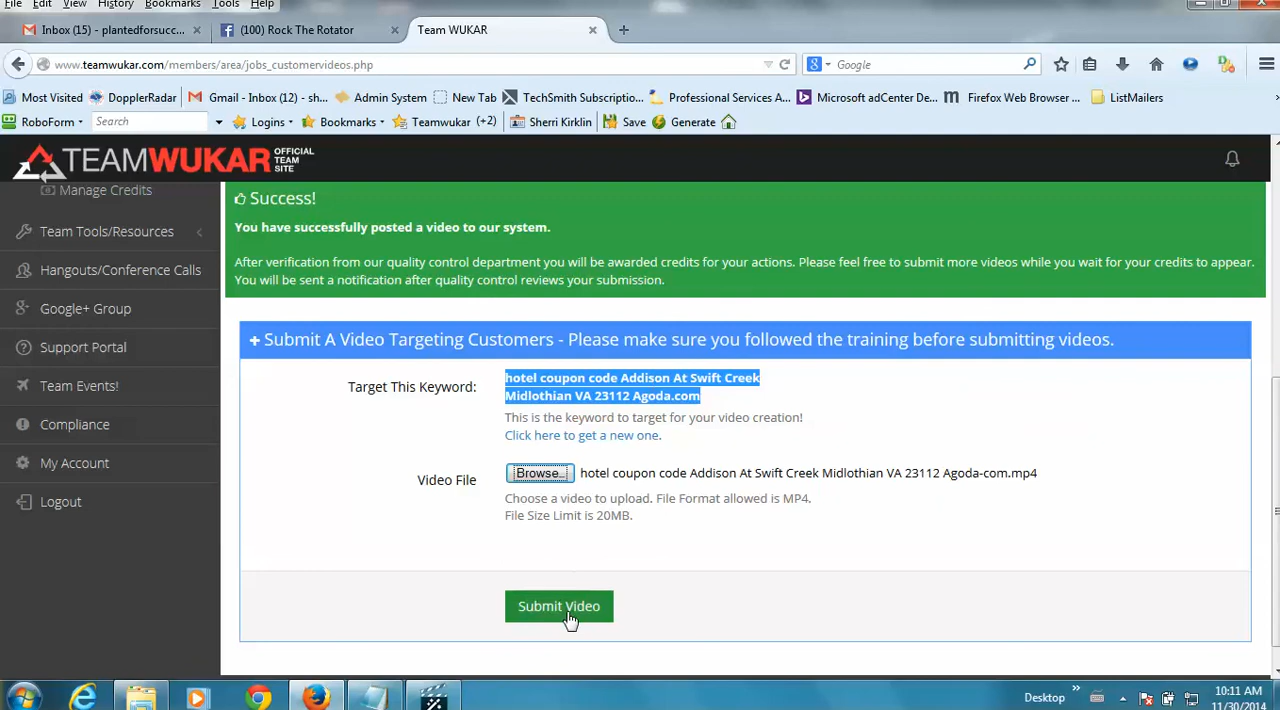 File Edit View History Bookmarks Tools Help
Inbox (15) - plantedforsucc... × (100) Rock The Rotator × Team WUKAR × +
www.teamwukar.com/members/area/jobs_customervideos.php Google
Most Visited DopplerRadar Gmail - Inbox (12) - sh... Admin System New Tab TechSmith Subscriptio... Professional Services A... Microsoft adCenter De... Firefox Web Browser ... ListMailers
RoboForm Search Logins Bookmarks Teamwukar (+2) Sherri Kirklin Save Generate
TEAMWUKAR OFFICIAL
TEAM
SITE
Manage Credits
Team Tools/Resources
Hangouts/Conference Calls
Google+ Group
Support Portal
Team Events!
Compliance
My Account
Logout
Success!
You have successfully posted a video to our system.
After verification from our quality control department you will be awarded credits for your actions. Please feel free to submit more videos while you wait for your credits to appear.
You will be sent a notification after quality control reviews your submission.
+ Submit A Video Targeting Customers - Please make sure you followed the training before submitting videos.
Target This Keyword: hotel coupon code Addison At Swift Creek
Midlothian VA 23112 Agoda.com
This is the keyword to target for your video creation!
Click here to get a new one.
Video File Browse... hotel coupon code Addison At Swift Creek Midlothian VA 23112 Agoda-com.mp4
Choose a video to upload. File Format allowed is MP4.
File Size Limit is 20MB.
Submit Video
Desktop » 10:11 AM
11/30/2014